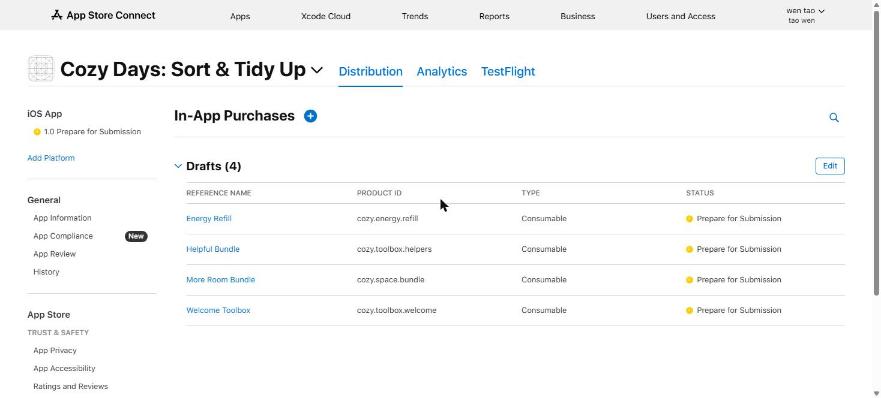 App Store Connect
Apps
Xcode Cloud
Trends
Reports
Business
Users and Access
wen tao
tao wen
Cozy Days: Sort & Tidy Up
Distribution
Analytics
TestFlight
iOS App
1.0 Prepare for Submission
Add Platform
General
App Information
App Compliance New
App Review
History
App Store
TRUST & SAFETY
App Privacy
App Accessibility
Ratings and Reviews
In-App Purchases
Drafts (4)
Edit
REFERENCE NAME PRODUCT ID TYPE STATUS
Energy Refill cozy.energy.refill Consumable Prepare for Submission
Helpful Bundle cozy.toolbox.helpers Consumable Prepare for Submission
More Room Bundle cozy.space.bundle Consumable Prepare for Submission
Welcome Toolbox cozy.toolbox.welcome Consumable Prepare for Submission